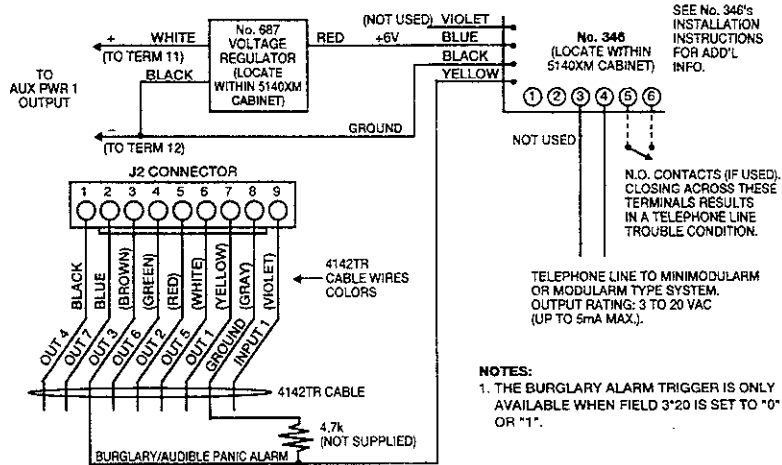 + WHITE
(TO TERM 11)
BLACK
TO
AUX PWR 1
OUTPUT
–
(TO TERM 12)
No. 687
VOLTAGE
REGULATOR
(LOCATE
WITHIN 5140XM
CABINET)
RED +6V
GROUND
(NOT USED) VIOLET
BLUE
BLACK
YELLOW
No. 346
(LOCATE WITHIN
5140XM CABINET)
1 2 3 4 5 6
NOT USED
SEE No. 346's
INSTALLATION
INSTRUCTIONS
FOR ADD'L
INFO.
N.O. CONTACTS (IF USED).
CLOSING ACROSS THESE
TERMINALS RESULTS
IN A TELEPHONE LINE
TROUBLE CONDITION.
TELEPHONE LINE TO MINIMODULARM
OR MODULARM TYPE SYSTEM.
OUTPUT RATING: 3 TO 20 VAC
(UP TO 5mA MAX.).
J2 CONNECTOR
1 2 3 4 5 6 7 8 9
BLACK
BLUE
(BROWN)
(GREEN)
(RED)
(WHITE)
(YELLOW)
(GRAY)
(VIOLET)
4142TR
CABLE WIRES
COLORS
OUT 4
OUT 7
OUT 3
OUT 6
OUT 2
OUT 5
OUT 1
GROUND
INPUT 1
4142TR CABLE
4.7k
(NOT SUPPLIED)
BURGLARY/AUDIBLE PANIC ALARM
NOTES:
1. THE BURGLARY ALARM TRIGGER IS ONLY
AVAILABLE WHEN FIELD 3*20 IS SET TO "0"
OR "1".